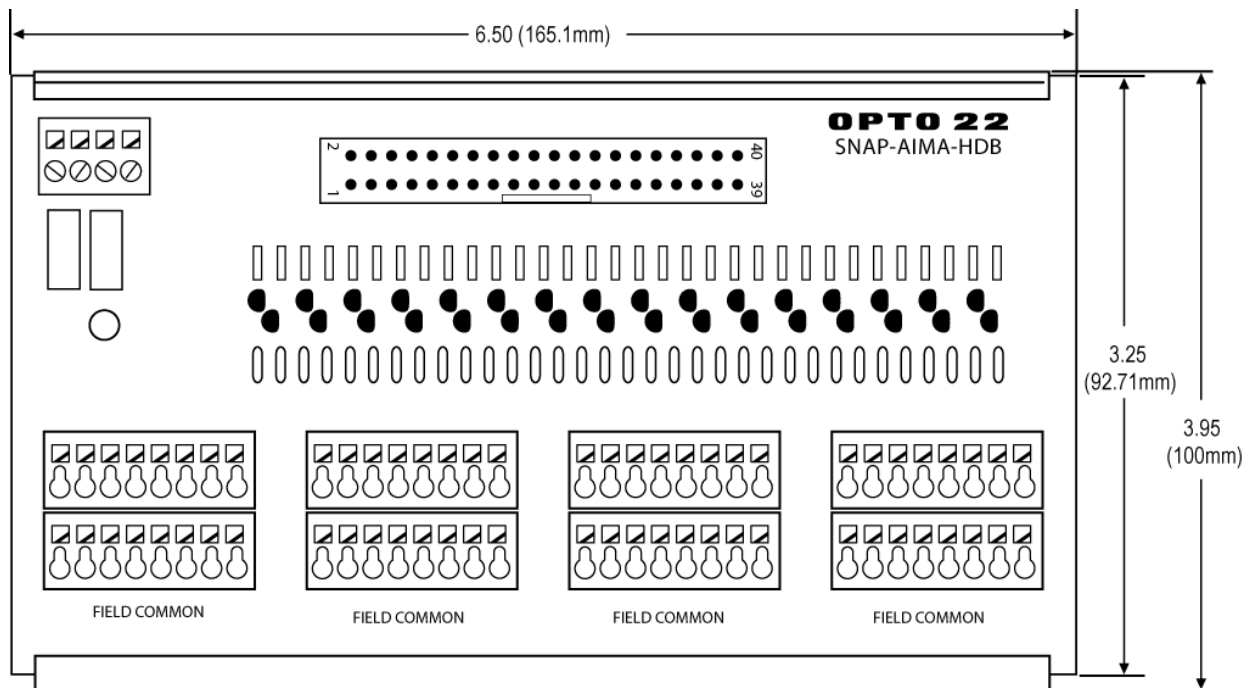 6.50 (165.1mm)
OPTO 22
SNAP-AIMA-HDB
2
40
1
39
3.25
(92.71mm)
3.95
(100mm)
FIELD COMMON
FIELD COMMON
FIELD COMMON
FIELD COMMON